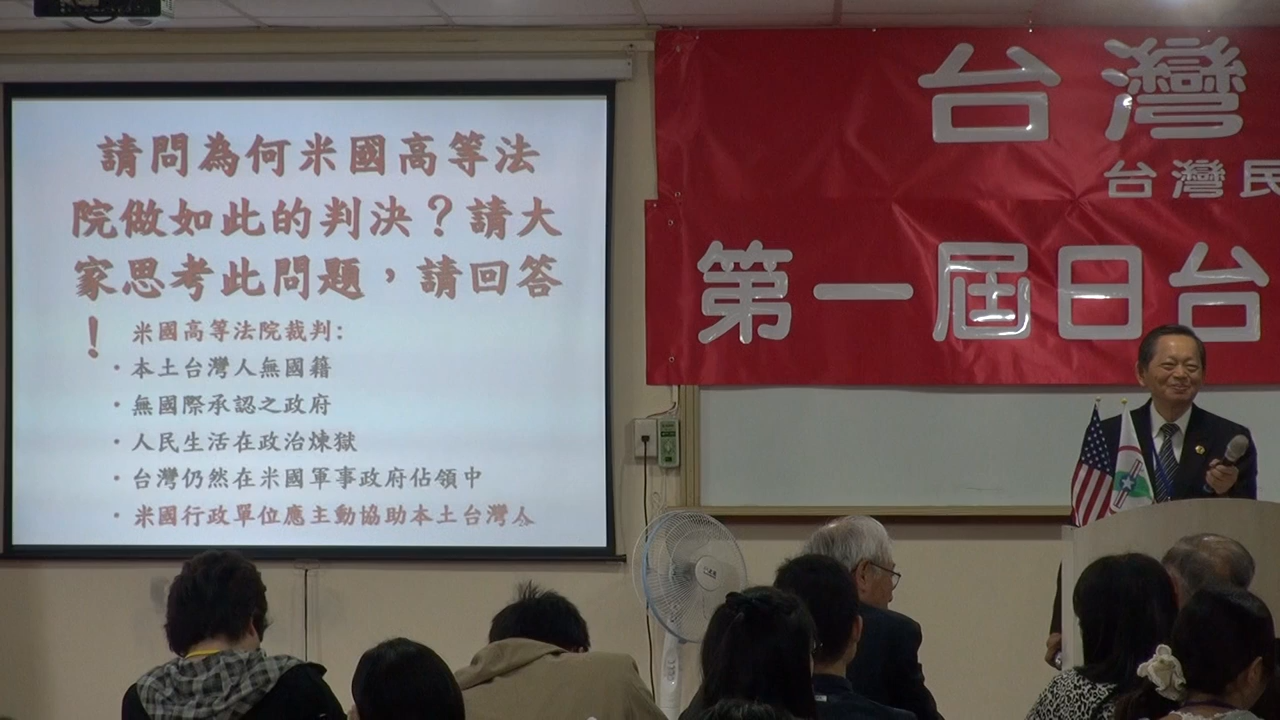 請問為何米國高等法
院做如此的判決？請大
家思考此問題，請回答
！
米國高等法院裁判:
・本土台灣人無國籍
・無國際承認之政府
・人民生活在政治煉獄
・台灣仍然在米國軍事政府佔領中
・米國行政單位應主動協助本土台灣人
台灣
台灣民
第一屆日台